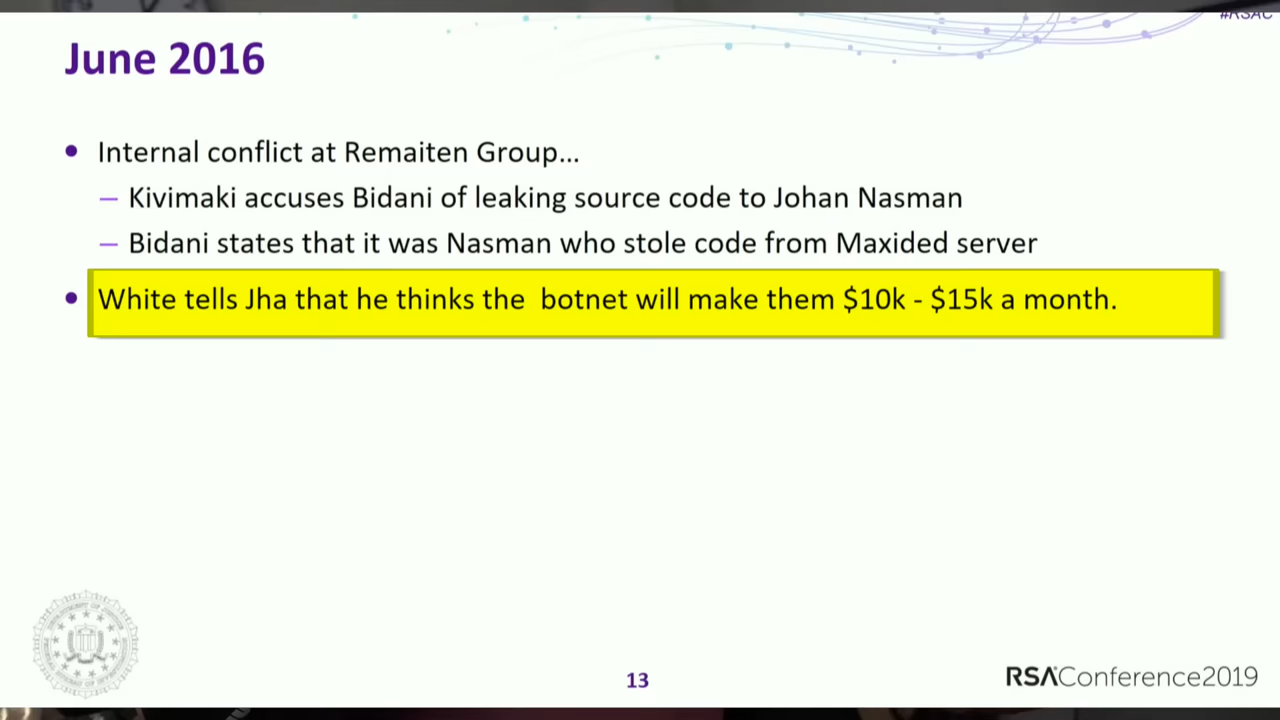 #RSAC
June 2016
• Internal conflict at Remaiten Group...
– Kivimaki accuses Bidani of leaking source code to Johan Nasman
– Bidani states that it was Nasman who stole code from Maxided server
• White tells Jha that he thinks the botnet will make them $10k - $15k a month.
13
RSAConference2019